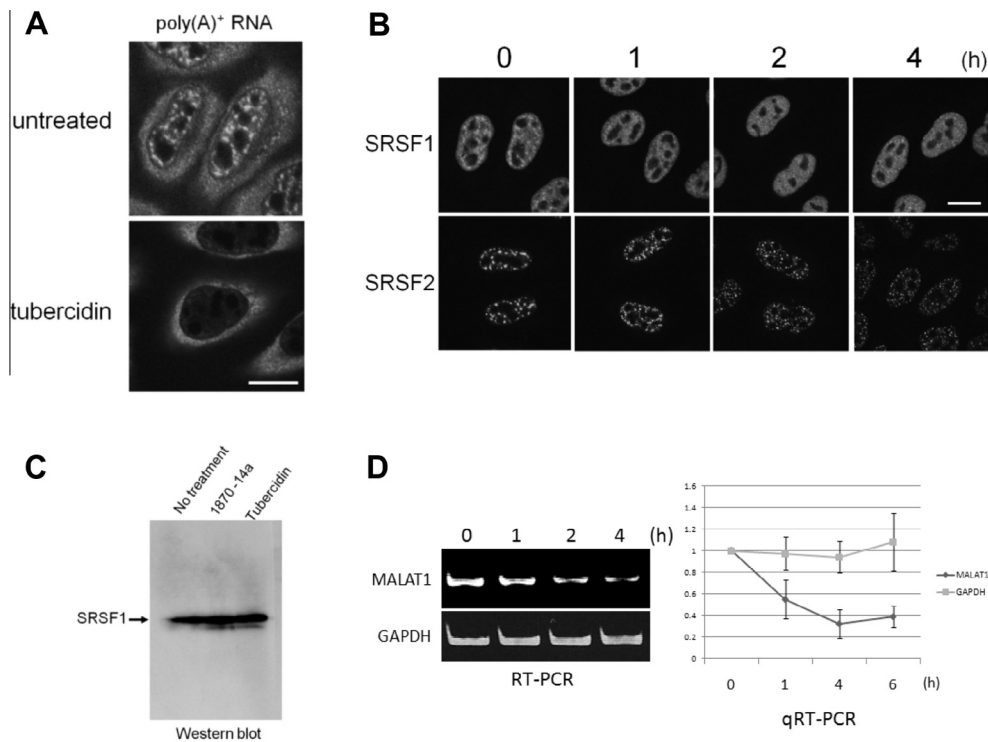 A
poly(A)+ RNA
untreated
tubercidin
B
0 1 2 4 (h)
SRSF1
SRSF2
C
No treatment
1870-14a
Tubercidin
SRSF1
Western blot
D
0 1 2 4 (h)
MALAT1
GAPDH
RT-PCR
1.6
1.4
1.2
1
0.8
0.6
0.4
0.2
0
0 1 4 6 (h)
MALAT1
GAPDH
qRT-PCR